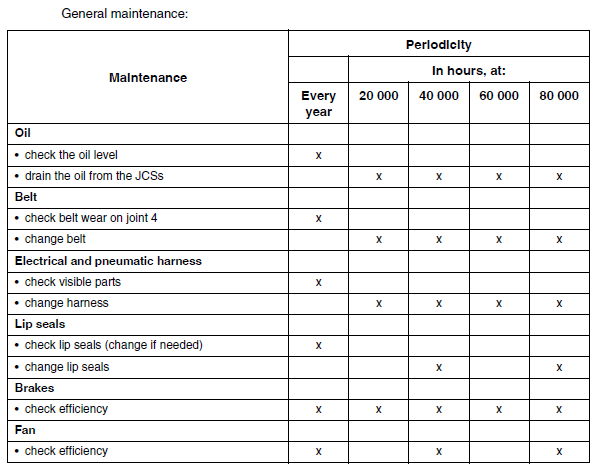 General maintenance:
Maintenance
Periodicity
In hours, at:
Every year
20 000 40 000 60 000 80 000
Oil
• check the oil level x
• drain the oil from the JCSs x x x x
Belt
• check belt wear on joint 4 x
• change belt x x x x
Electrical and pneumatic harness
• check visible parts x
• change harness x x x x
Lip seals
• check lip seals (change if needed) x
• change lip seals x x
Brakes
• check efficiency x x x x x
Fan
• check efficiency x x x